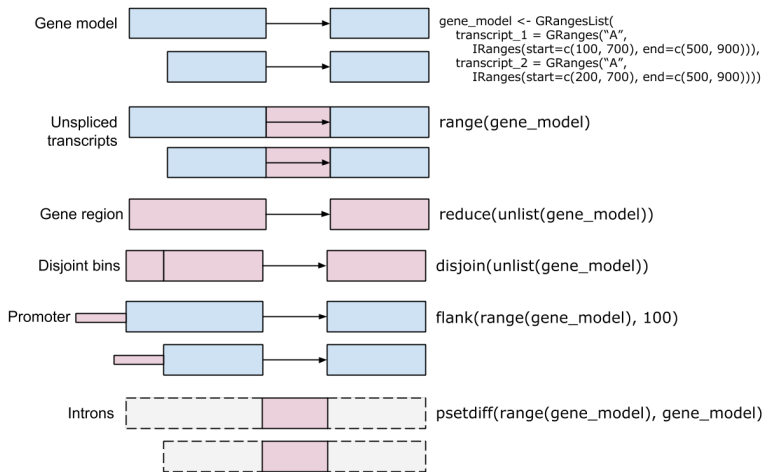 Gene model
gene_model <- GRangesList(
transcript_1 = GRanges(“A”,
IRanges(start=c(100, 700), end=c(500, 900))),
transcript_2 = GRanges(“A”,
IRanges(start=c(200, 700), end=c(500, 900))))
Unspliced
transcripts
range(gene_model)
Gene region
reduce(unlist(gene_model))
Disjoint bins
disjoin(unlist(gene_model))
Promoter
flank(range(gene_model), 100)
Introns
psetdiff(range(gene_model), gene_model)